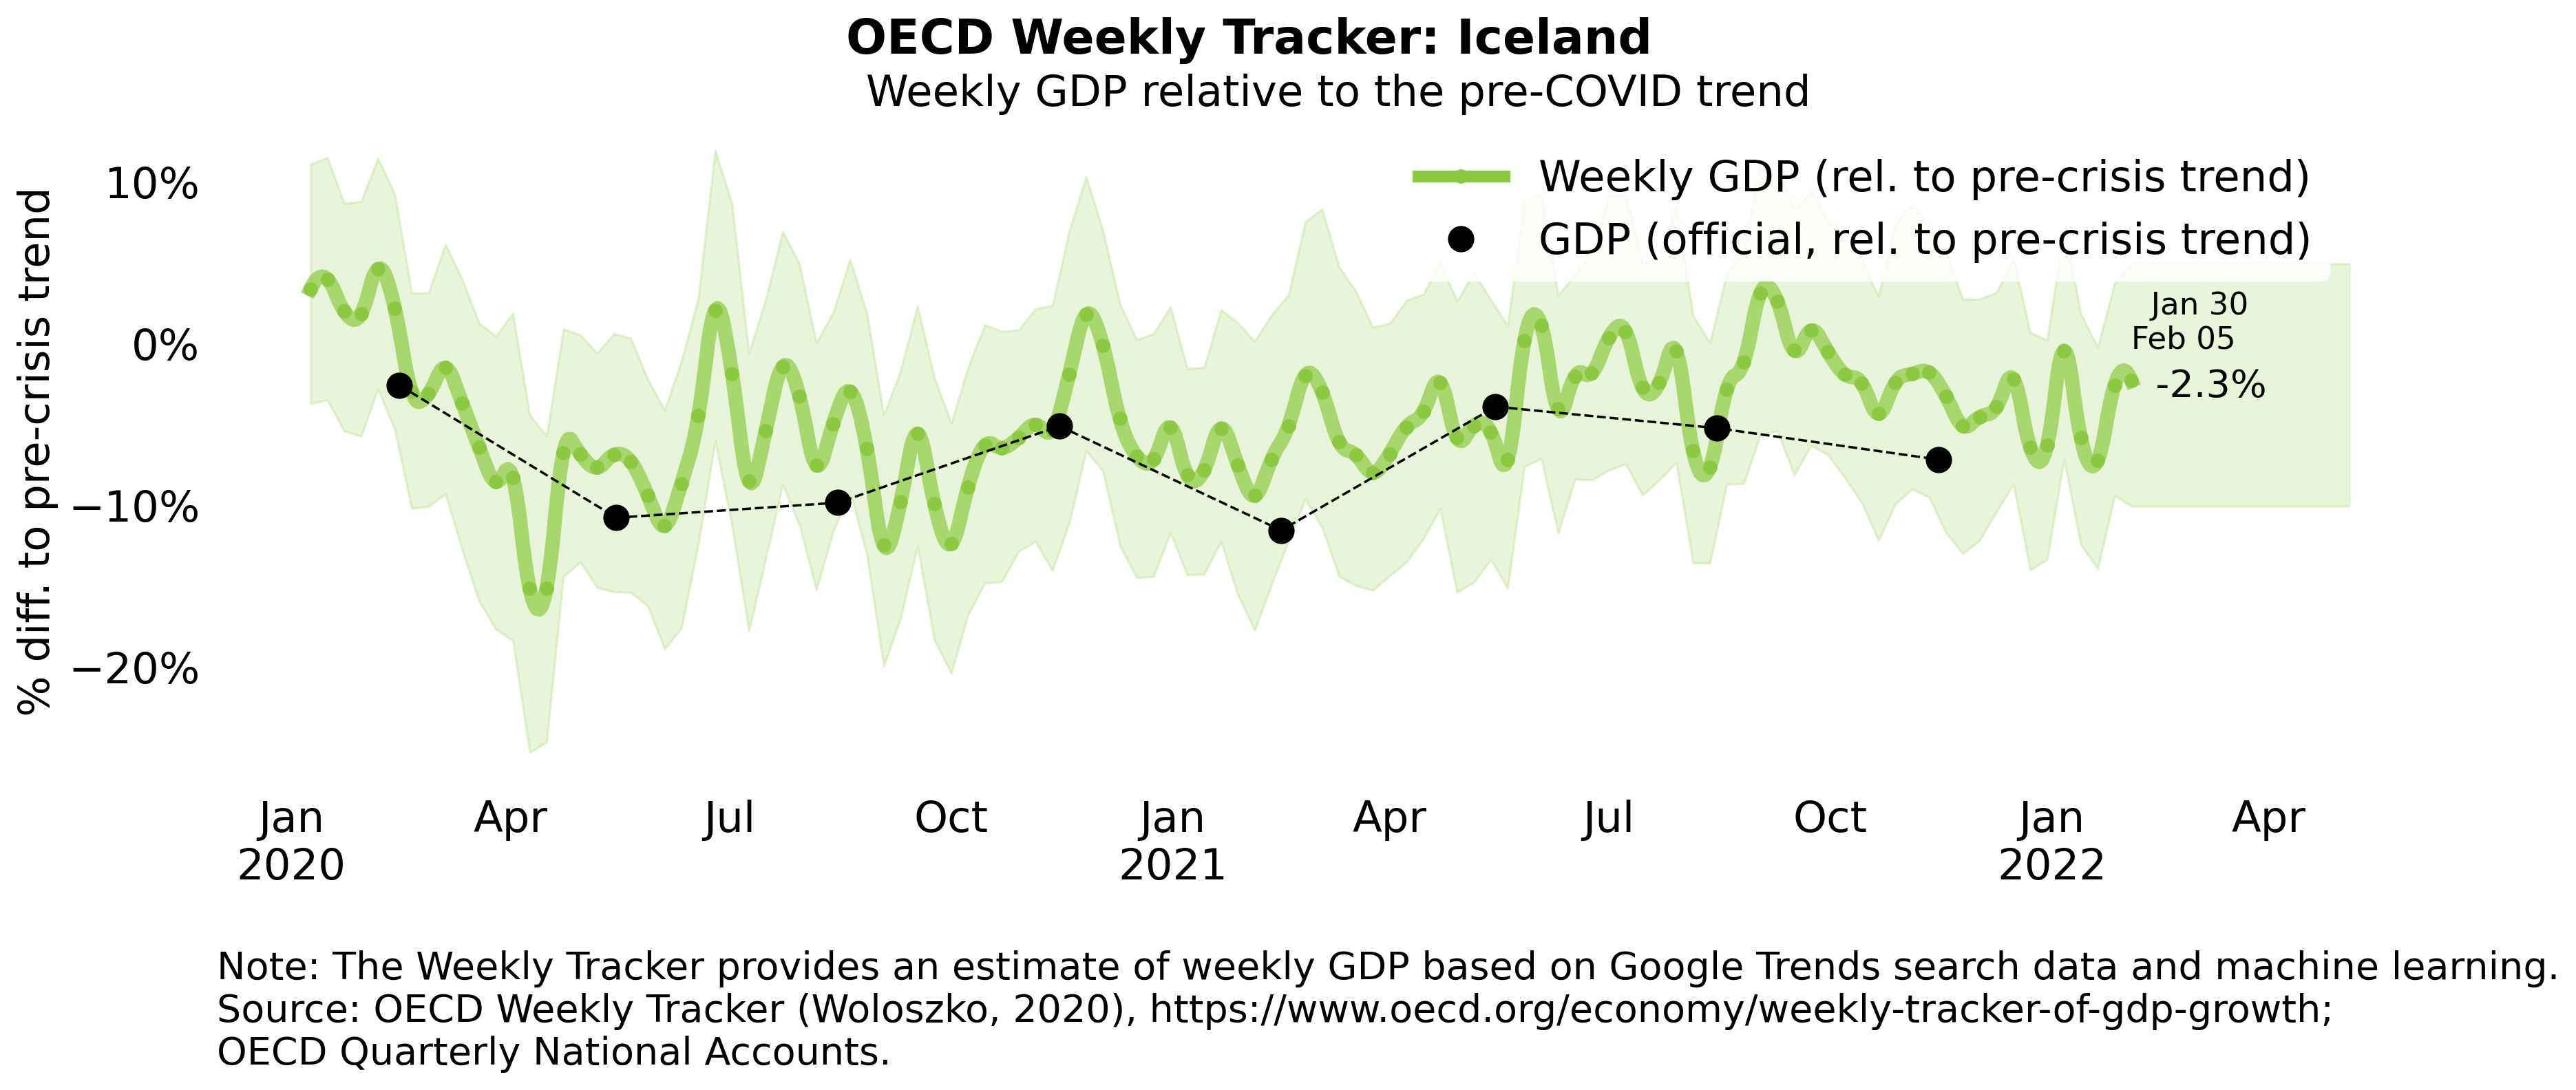 OECD Weekly Tracker: Iceland
Weekly GDP relative to the pre-COVID trend
% diff. to pre-crisis trend
10%
0%
−10%
−20%
Weekly GDP (rel. to pre-crisis trend)
GDP (official, rel. to pre-crisis trend)
Jan 30
Feb 05
-2.3%
Jan Apr Jul Oct Jan Apr Jul Oct Jan Apr
2020 2021 2022
Note: The Weekly Tracker provides an estimate of weekly GDP based on Google Trends search data and machine learning.
Source: OECD Weekly Tracker (Woloszko, 2020), https://www.oecd.org/economy/weekly-tracker-of-gdp-growth;
OECD Quarterly National Accounts.